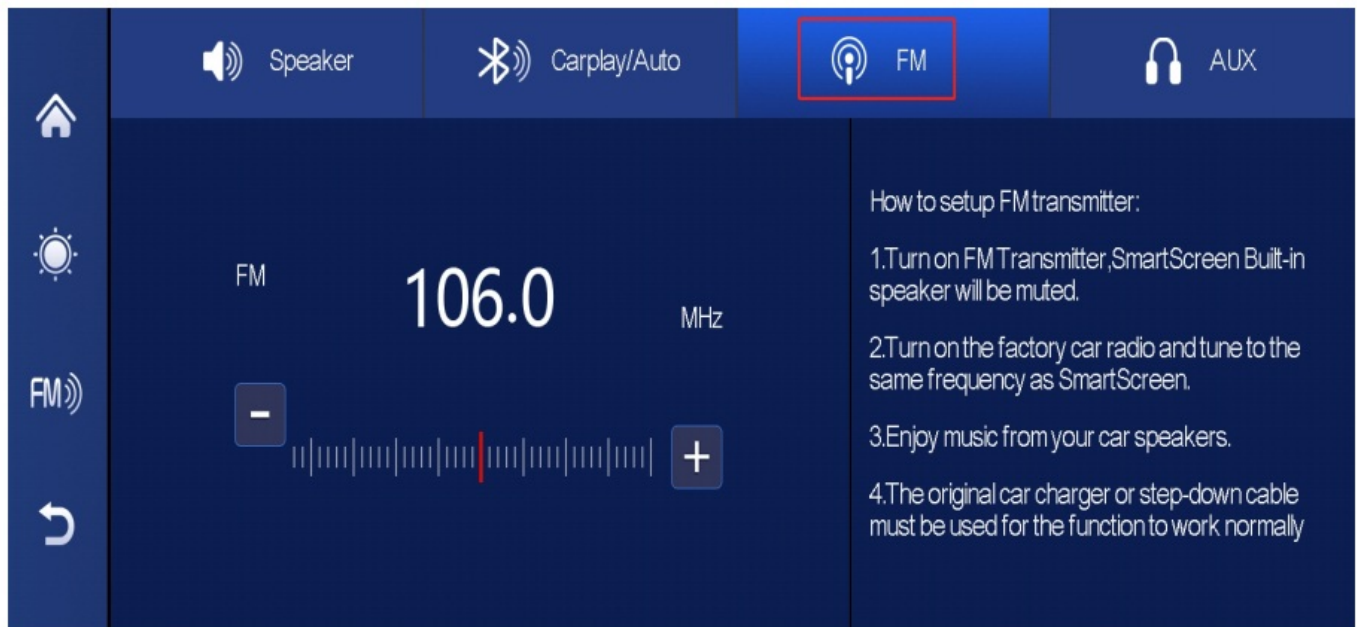 Speaker
Carplay/Auto
FM
AUX
FM
106.0
MHz
FM
How to setup FM transmitter:
1.Turn on FM Transmitter,SmartScreen Built-in
speaker will be muted.
2.Turn on the factory car radio and tune to the
same frequency as SmartScreen.
3.Enjoy music from your car speakers.
4.The original car charger or step-down cable
must be used for the function to work normally